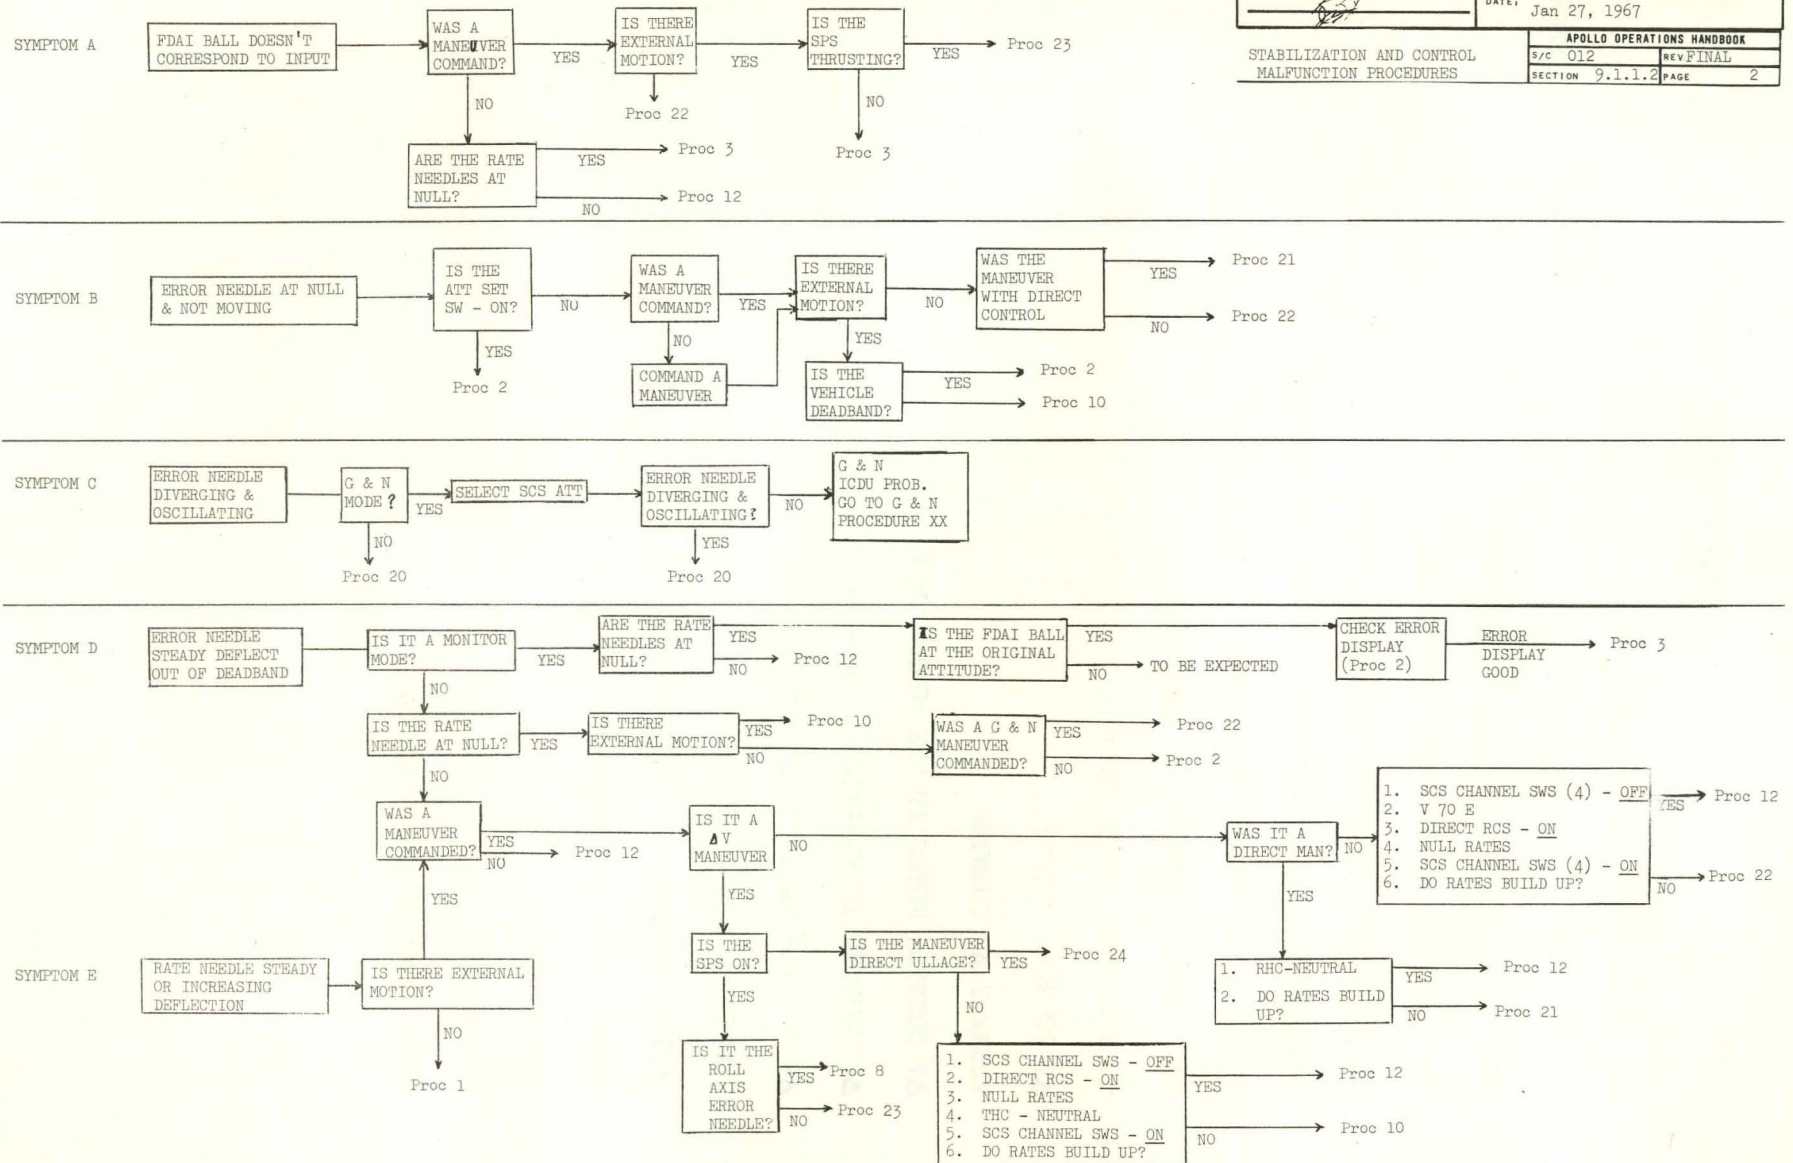 DATE:
Jan 27, 1967
STABILIZATION AND CONTROL
MALFUNCTION PROCEDURES
APOLLO OPERATIONS HANDBOOK
S/C 012 REV FINAL
SECTION 9.1.1.2 PAGE 2
SYMPTOM A
FDAI BALL DOESN'T
CORRESPOND TO INPUT
WAS A
MANEUVER
COMMAND?
YES
IS THERE
EXTERNAL
MOTION?
YES
IS THE
SPS
THRUSTING?
YES
Proc 23
NO
Proc 22
NO
Proc 3
ARE THE RATE
NEEDLES AT
NULL?
YES
Proc 3
NO
Proc 12
SYMPTOM B
ERROR NEEDLE AT NULL
& NOT MOVING
IS THE
ATT SET
SW - ON?
NO
YES
Proc 2
WAS A
MANEUVER
COMMAND?
YES
NO
COMMAND A
MANEUVER
IS THERE
EXTERNAL
MOTION?
NO
YES
IS THE
VEHICLE
DEADBAND?
YES
Proc 2
Proc 10
WAS THE
MANEUVER
WITH DIRECT
CONTROL
YES
Proc 21
NO
Proc 22
SYMPTOM C
ERROR NEEDLE
DIVERGING &
OSCILLATING
G & N
MODE?
YES
NO
Proc 20
SELECT SCS ATT
ERROR NEEDLE
DIVERGING &
OSCILLATING?
NO
YES
Proc 20
G & N
ICDU PROB.
GO TO G & N
PROCEDURE XX
SYMPTOM D
ERROR NEEDLE
STEADY DEFLECT
OUT OF DEADBAND
IS IT A MONITOR
MODE?
YES
NO
ARE THE RATE
NEEDLES AT
NULL?
YES
NO
Proc 12
IS THE FDAI BALL
AT THE ORIGINAL
ATTITUDE?
YES
NO
TO BE EXPECTED
CHECK ERROR
DISPLAY
(Proc 2)
ERROR
DISPLAY
GOOD
Proc 3
IS THE RATE
NEEDLE AT NULL?
YES
NO
IS THERE
EXTERNAL MOTION?
YES
Proc 10
NO
WAS A G & N
MANEUVER
COMMANDED?
YES
Proc 22
NO
Proc 2
WAS A
MANEUVER
COMMANDED?
YES
NO
Proc 12
YES
IS IT A
ΔV
MANEUVER
NO
YES
WAS IT A
DIRECT MAN?
NO
YES
1. SCS CHANNEL SWS (4) - OFF
2. V 70 E
3. DIRECT RCS - ON
4. NULL RATES
5. SCS CHANNEL SWS (4) - ON
6. DO RATES BUILD UP?
YES
Proc 12
NO
Proc 22
SYMPTOM E
RATE NEEDLE STEADY
OR INCREASING
DEFLECTION
IS THERE EXTERNAL
MOTION?
NO
Proc 1
IS THE
SPS ON?
YES
IS THE MANEUVER
DIRECT ULLAGE?
YES
Proc 24
NO
1. RHC-NEUTRAL
2. DO RATES BUILD
UP?
YES
Proc 12
NO
Proc 21
IS IT THE
ROLL
AXIS
ERROR
NEEDLE?
YES
Proc 8
NO
Proc 23
1. SCS CHANNEL SWS - OFF
2. DIRECT RCS - ON
3. NULL RATES
4. THC - NEUTRAL
5. SCS CHANNEL SWS - ON
6. DO RATES BUILD UP?
YES
Proc 12
NO
Proc 10